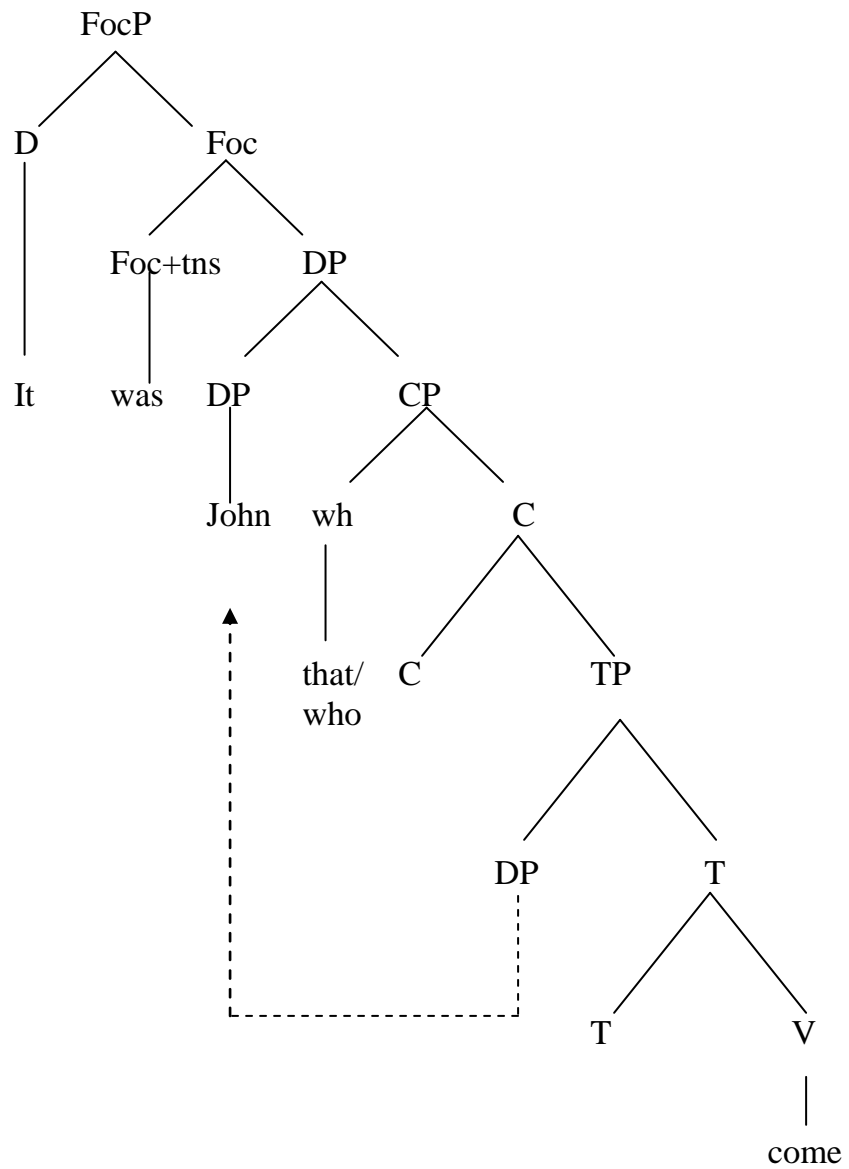 FocP
D Foc
Foc+tns DP
It was DP CP
John wh C
that/ C TP
who
DP T
T V
come